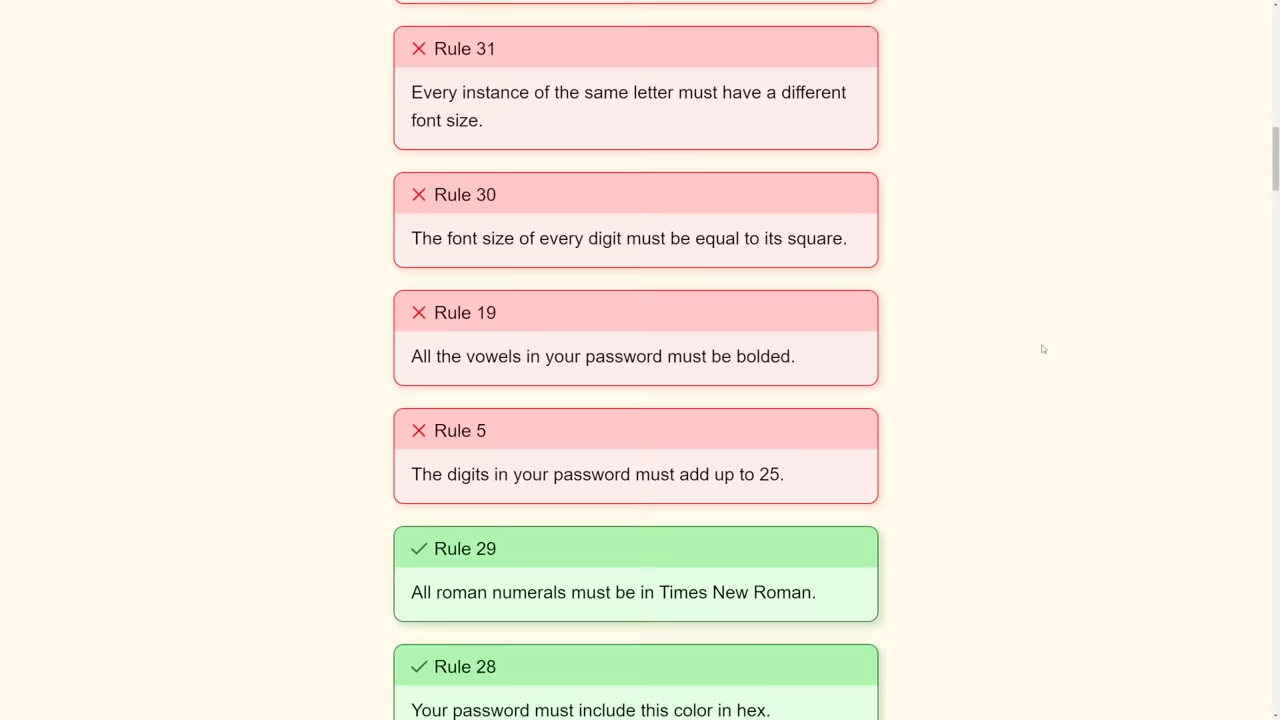 Rule 31
Every instance of the same letter must have a different
font size.
Rule 30
The font size of every digit must be equal to its square.
Rule 19
All the vowels in your password must be bolded.
Rule 5
The digits in your password must add up to 25.
Rule 29
All roman numerals must be in Times New Roman.
Rule 28
Your password must include this color in hex.